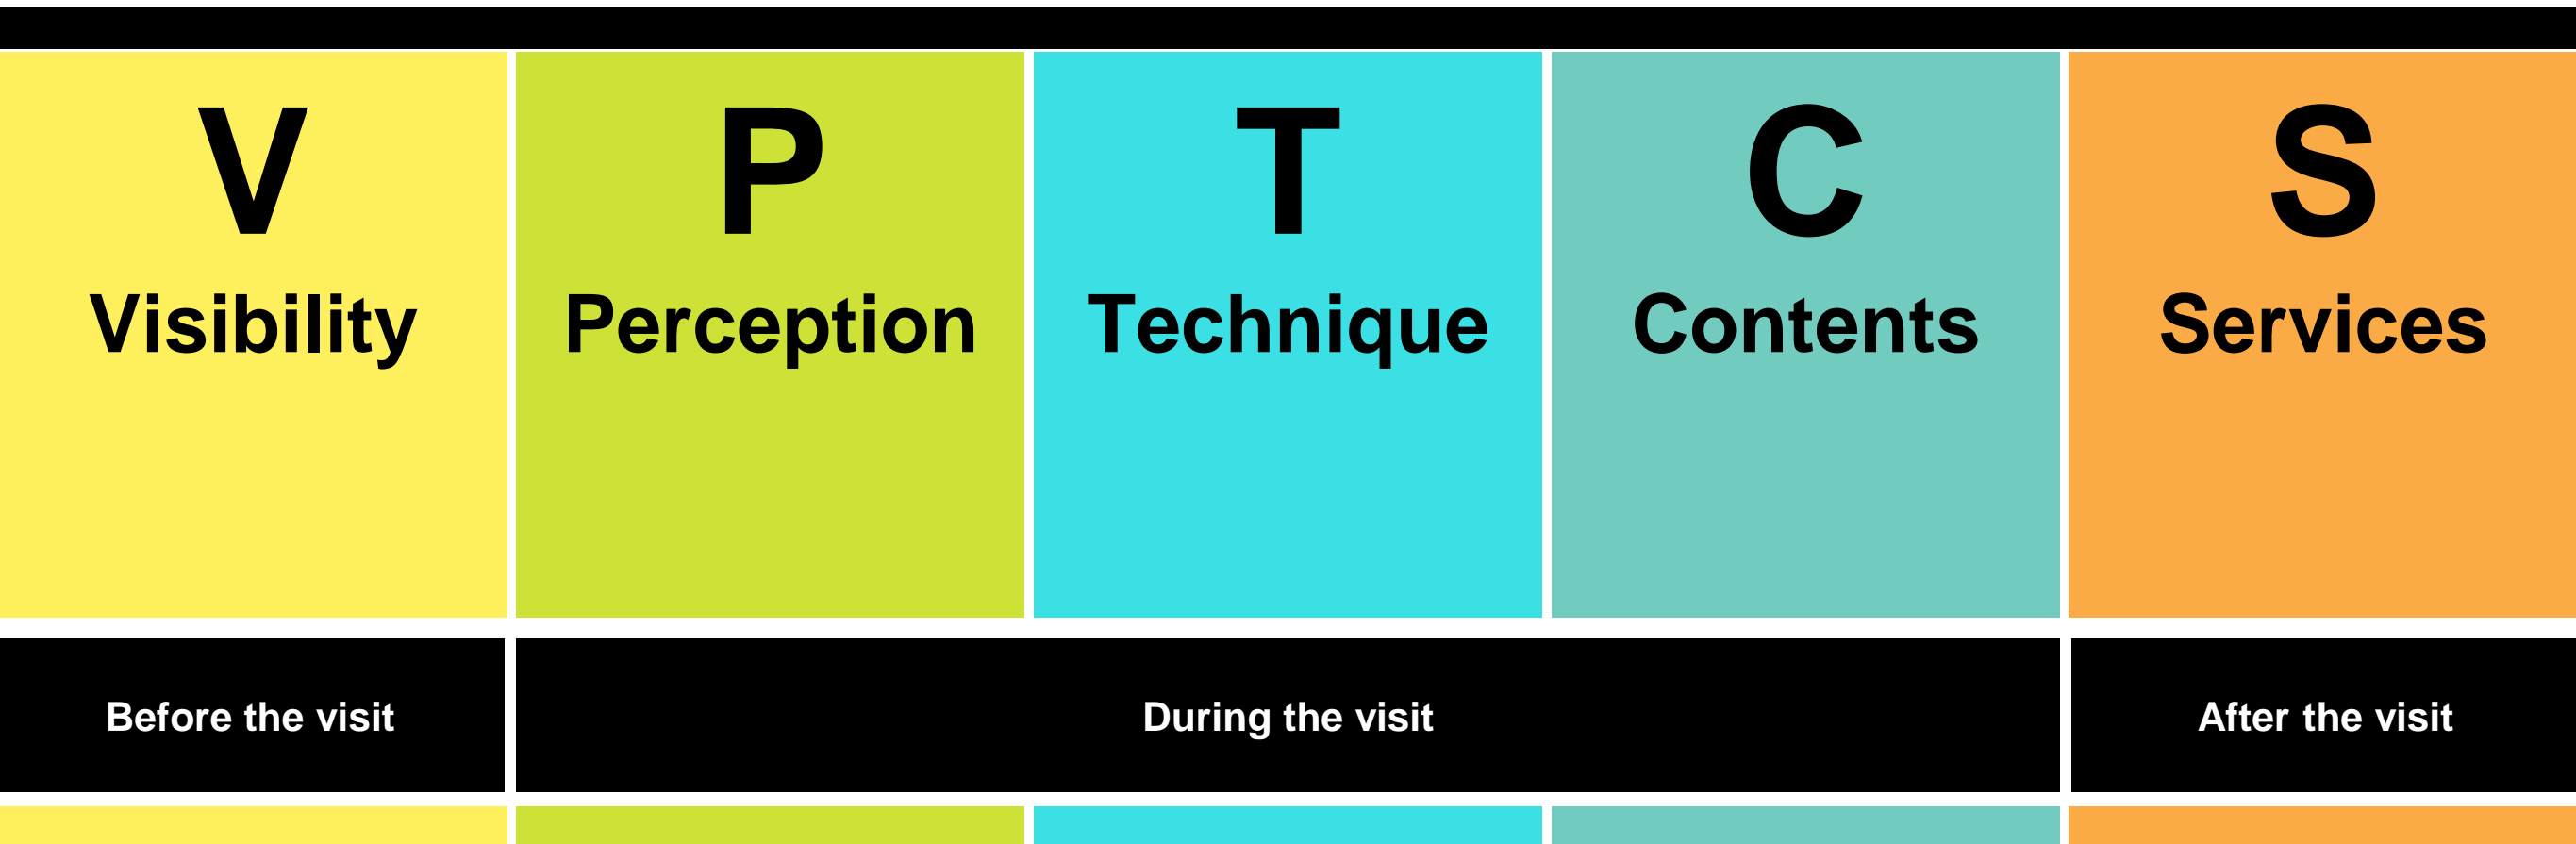 V
Visibility
P
Perception
T
Technique
C
Contents
S
Services
Before the visit
During the visit
After the visit